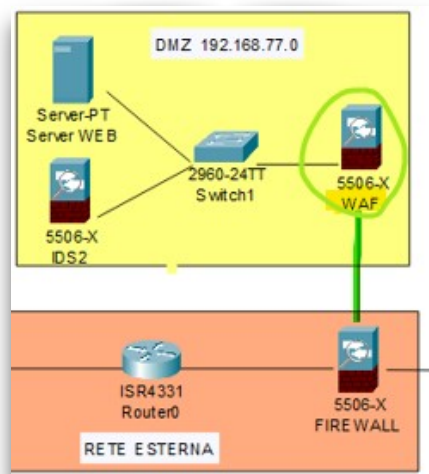 DMZ 192.168.77.0
Server-PT
Server WEB
2960-24TT
Switch1
5506-X
WAF
5506-X
IDS2
ISR4331
Router0
5506-X
FIREWALL
RETE ESTERNA